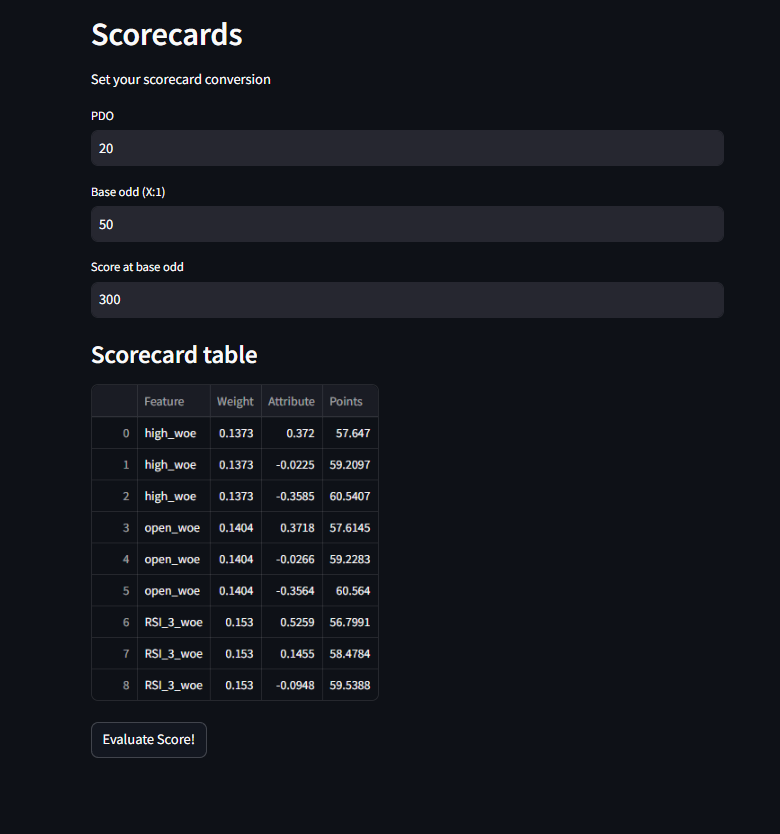 Scorecards
Set your scorecard conversion
PDO
20
Base odd (X:1)
50
Score at base odd
300
Scorecard table
Feature Weight Attribute Points
0 high_woe 0.1373 0.372 57.647
1 high_woe 0.1373 -0.0225 59.2097
2 high_woe 0.1373 -0.3585 60.5407
3 open_woe 0.1404 0.3718 57.6145
4 open_woe 0.1404 -0.0266 59.2283
5 open_woe 0.1404 -0.3564 60.564
6 RSI_3_woe 0.153 0.5259 56.7991
7 RSI_3_woe 0.153 0.1455 58.4784
8 RSI_3_woe 0.153 -0.0948 59.5388
Evaluate Score!